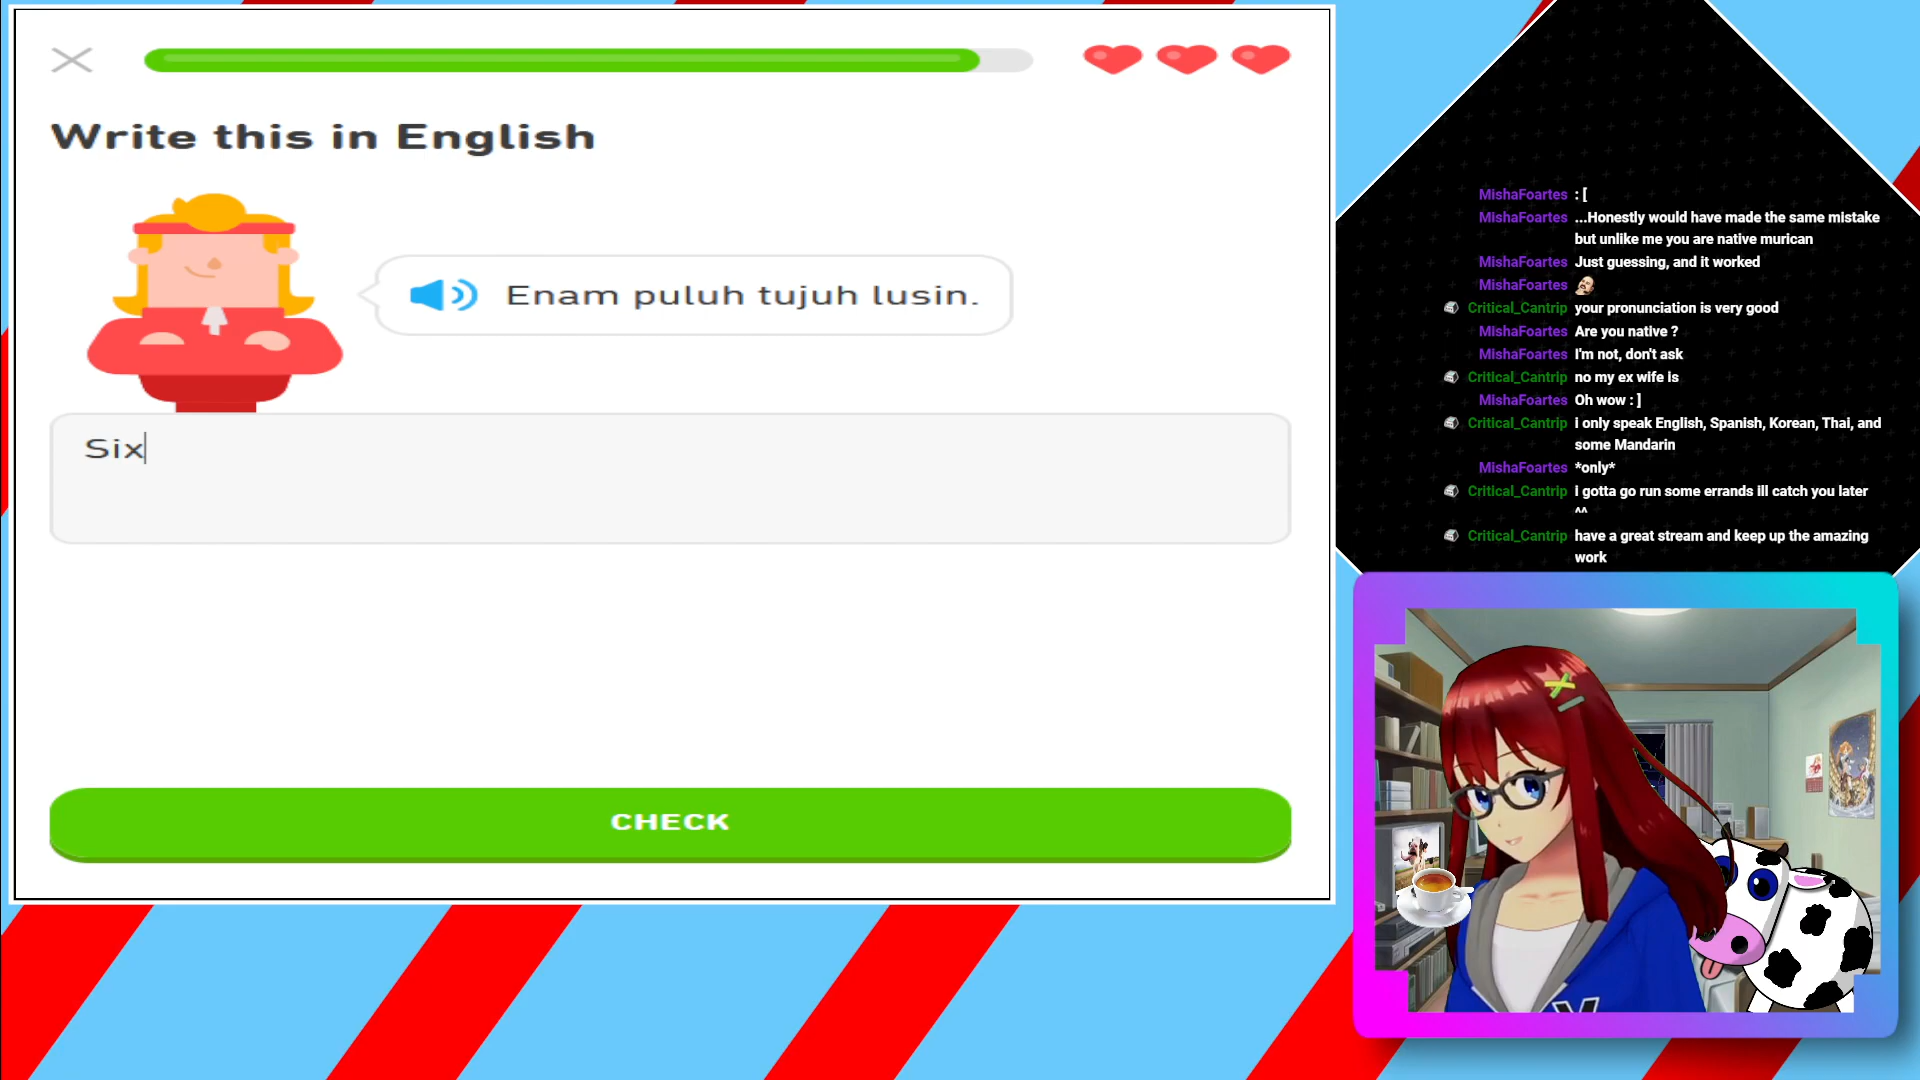 Write this in English
Enam puluh tujuh lusin.
Six
CHECK
MishaFoartes : [
MishaFoartes ...Honestly would have made the same mistake
but unlike me you are native murican
MishaFoartes Just guessing, and it worked
MishaFoartes
Critical_Cantrip your pronunciation is very good
MishaFoartes Are you native ?
MishaFoartes I'm not, don't ask
Critical_Cantrip no my ex wife is
MishaFoartes Oh wow : ]
Critical_Cantrip i only speak English, Spanish, Korean, Thai, and
some Mandarin
MishaFoartes *only*
Critical_Cantrip i gotta go run some errands ill catch you later
^^
Critical_Cantrip have a great stream and keep up the amazing
work